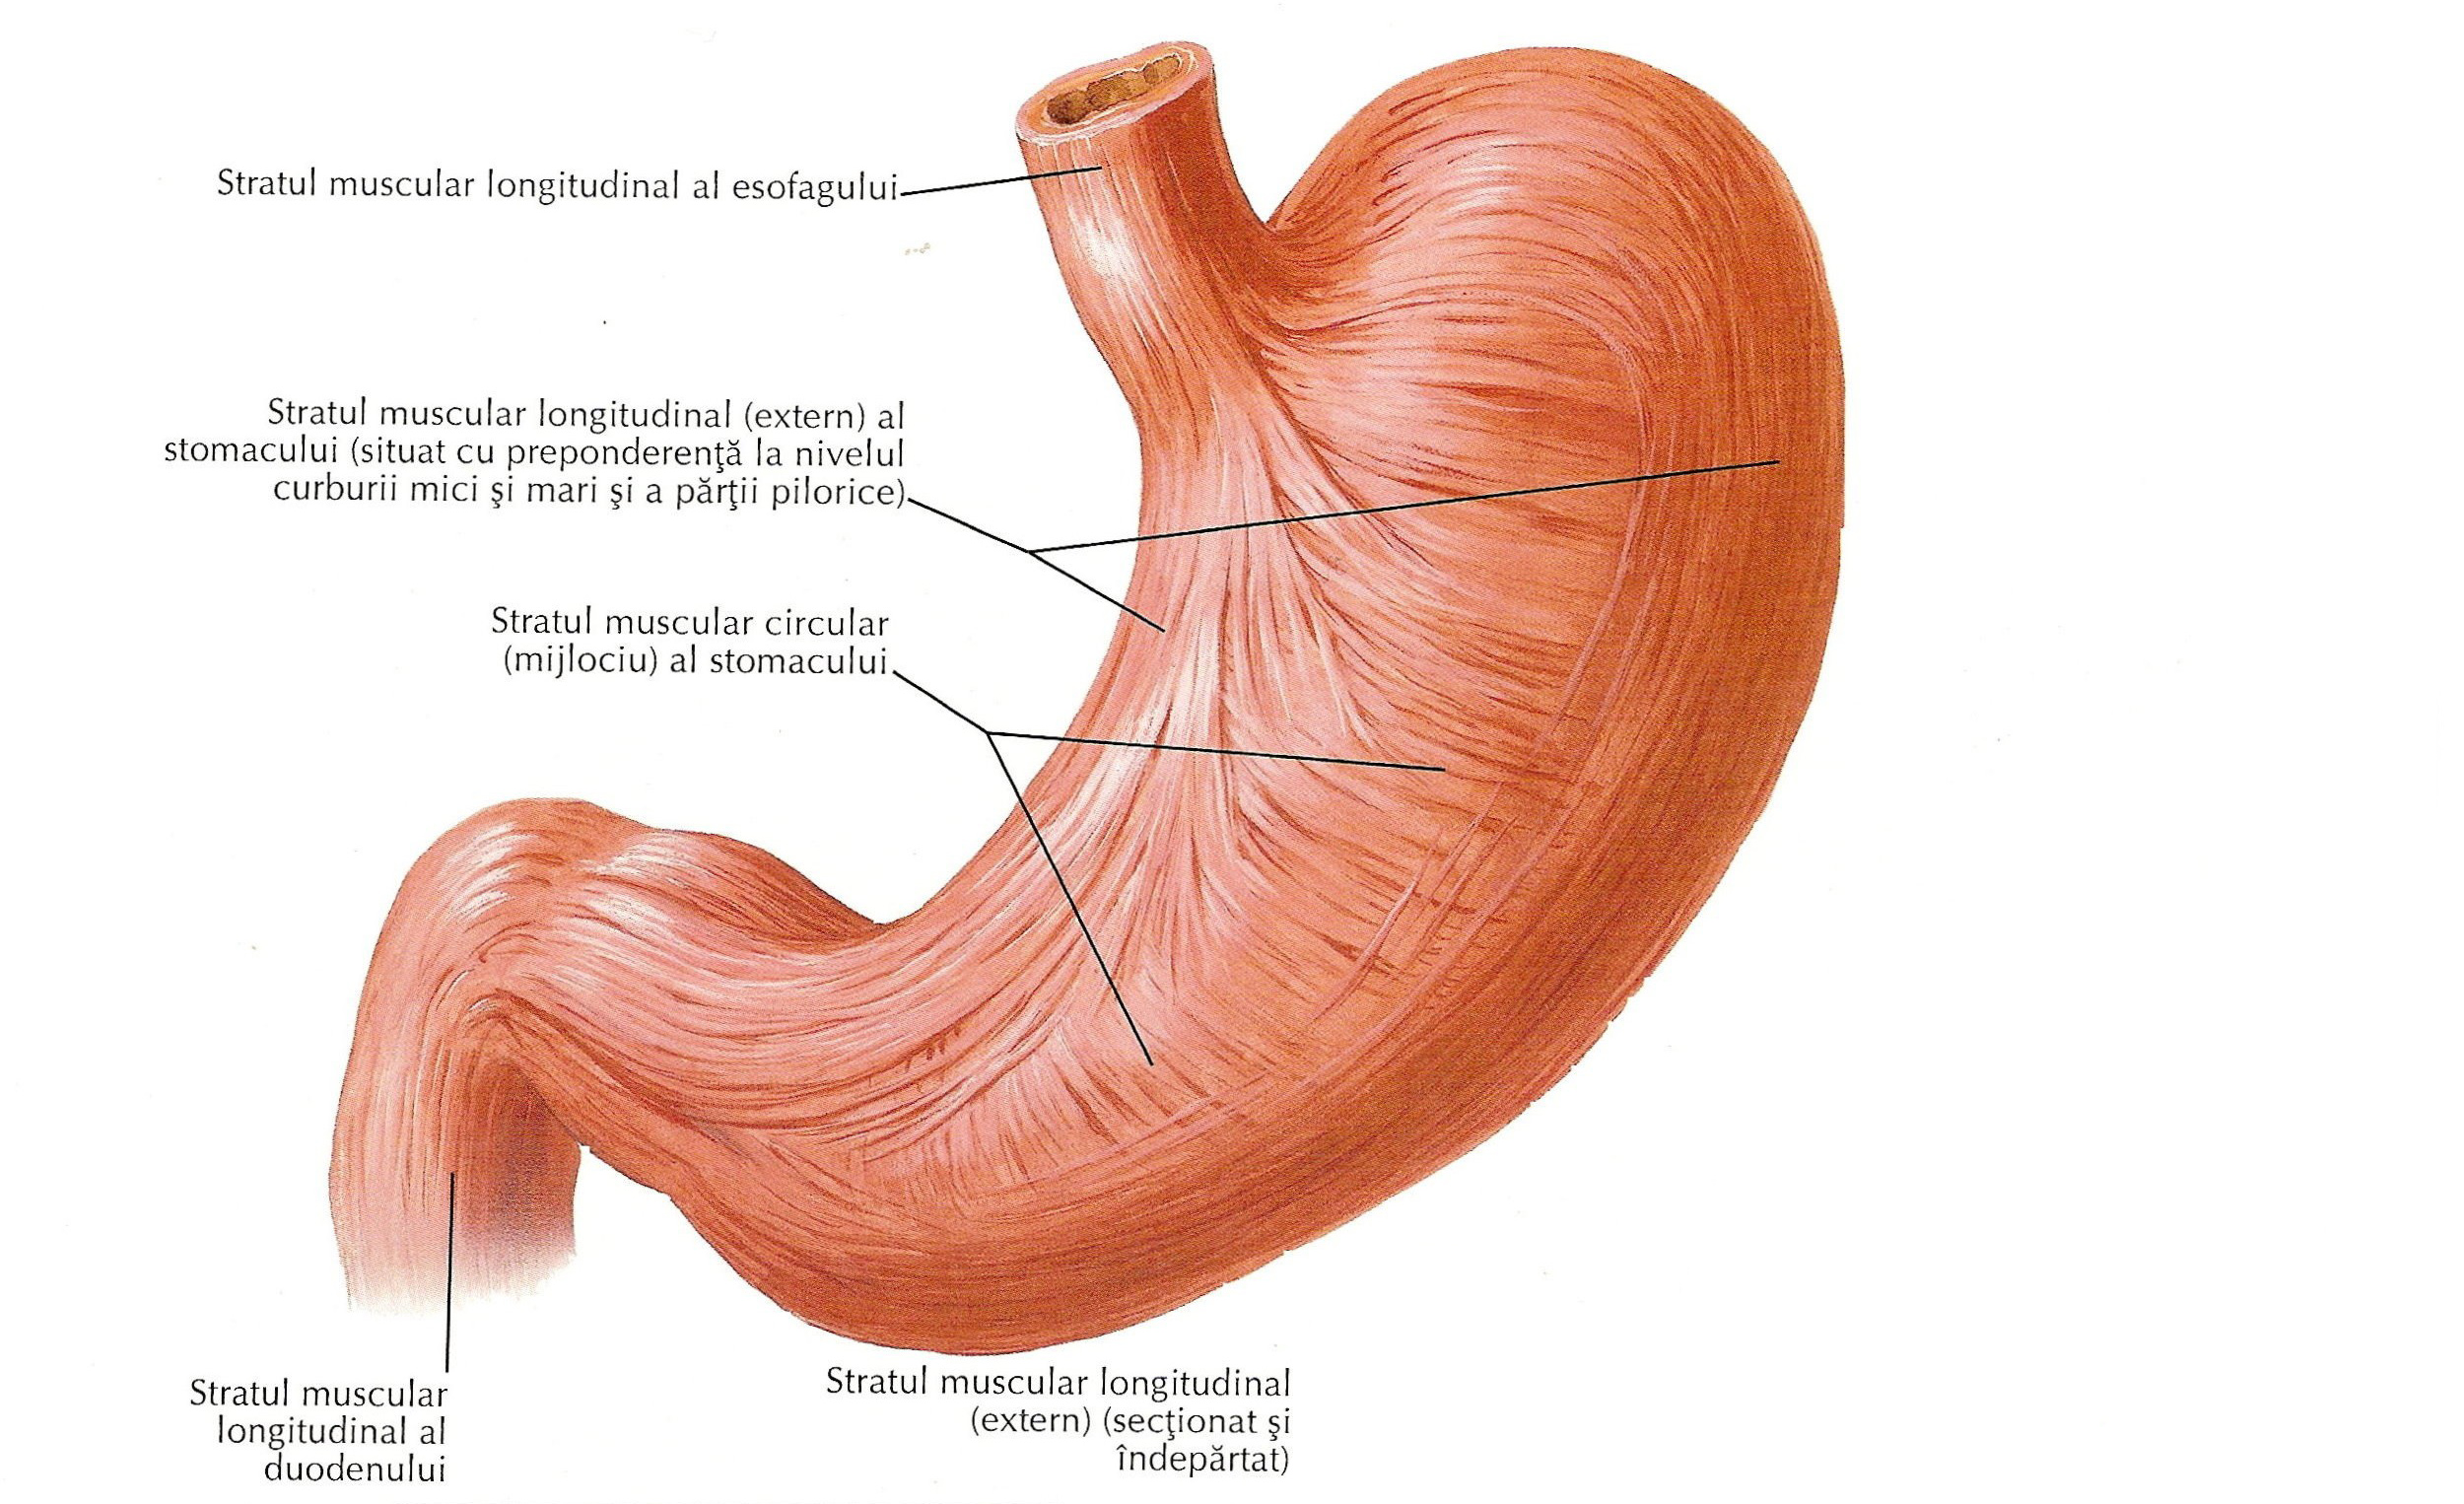 Stratul muscular longitudinal al esofagului
Stratul muscular longitudinal (extern) al
stomacului (situat cu preponderenţă la nivelul
curburii mici şi mari şi a părţii pilorice)
Stratul muscular circular
(mijlociu) al stomacului
Stratul muscular
longitudinal al
duodenului
Stratul muscular longitudinal
(extern) (secţionat şi
îndepărtat)